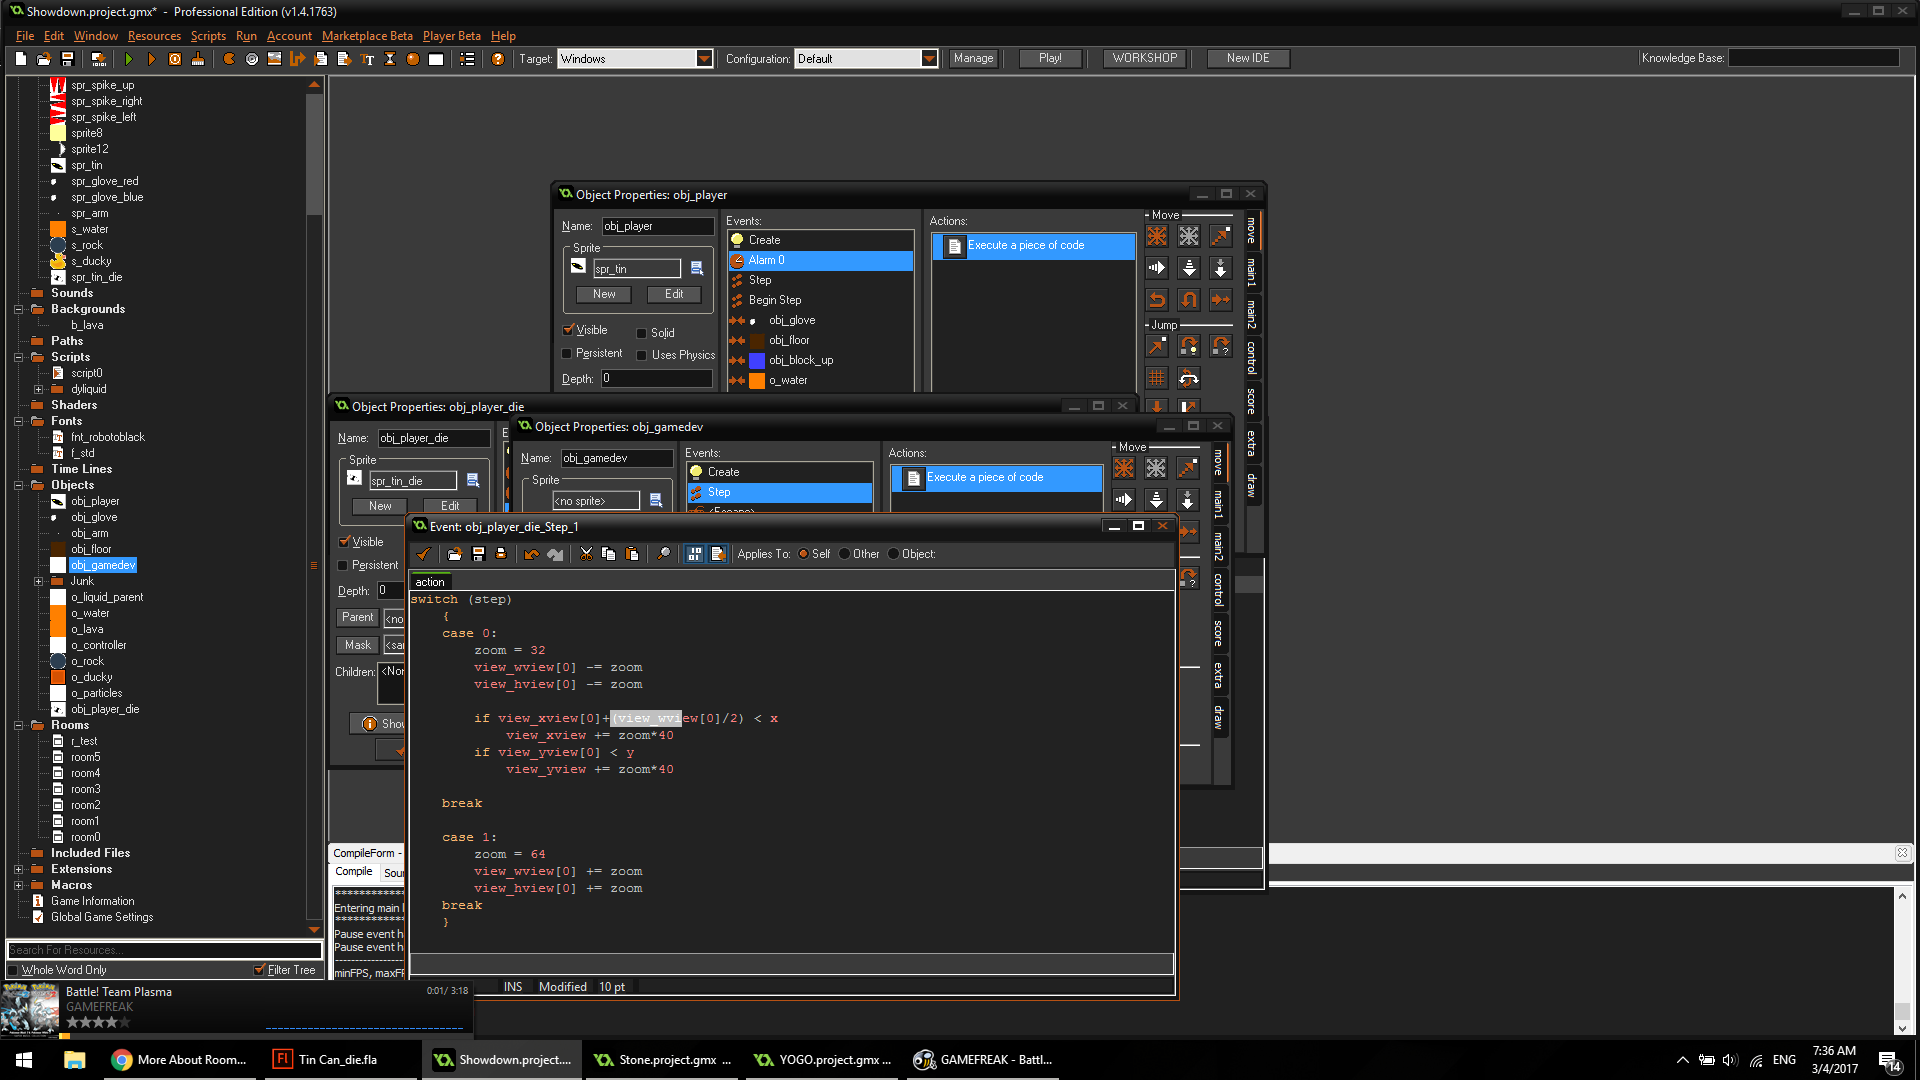 Showdown.project.gmx* - Professional Edition (v1.4.1763)
File Edit Window Resources Scripts Run Account Marketplace Beta Player Beta Help
Target: Windows Configuration: Default Manage Play! WORKSHOP New IDE Knowledge Base:
spr_spike_up
spr_spike_right
spr_spike_left
sprite8
sprite12
spr_tin
spr_glove_red
spr_glove_blue
spr_arm
s_water
s_rock
s_ducky
spr_tin_die
Sounds
Backgrounds
b_lava
Paths
Scripts
script0
dyliquid
Shaders
Fonts
fnt_robotoblack
f_std
Time Lines
Objects
obj_player
obj_glove
obj_arm
obj_floor
obj_gamedev
Junk
o_liquid_parent
o_water
o_lava
o_controller
o_rock
o_ducky
o_particles
obj_player_die
Rooms
r_test
room5
room4
room3
room2
room1
room0
Included Files
Extensions
Macros
Game Information
Global Game Settings
Search For Resources...
Whole Word Only Filter Tree
Object Properties: obj_player
Name: obj_player
Sprite
spr_tin
New Edit
Visible Solid
Persistent Uses Physics
Depth: 0
Events:
Create
Alarm 0
Step
Begin Step
obj_glove
obj_floor
obj_block_up
o_water
Actions:
Execute a piece of code
Move
Jump
move
main1
main2
control
score
extra
draw
Object Properties: obj_player_die
Name: obj_player_die
Sprite
spr_tin_die
New Edit
Visible
Persistent
Depth: 0
Parent <no
Mask <sa
Children: <Non
Sho
Object Properties: obj_gamedev
Name: obj_gamedev
Sprite
<no sprite>
Events:
Create
Step
Actions:
Execute a piece of code
Move
move
main1
main2
control
score
extra
draw
Event: obj_player_die_Step_1
Applies To: Self Other Object:
action
switch (step)
{
case 0:
zoom = 32
view_wview[0] -= zoom
view_hview[0] -= zoom
if view_xview[0]+(view_wview[0]/2) < x
view_xview += zoom*40
if view_yview[0] < y
view_yview += zoom*40
break
case 1:
zoom = 64
view_wview[0] += zoom
view_hview[0] += zoom
break
}
INS Modified 10 pt
CompileForm -
Compile Sour
****************
Entering main l
****************
Pause event h
Pause event h
minFPS, maxFP
Battle! Team Plasma 0:01/ 3:18
GAMEFREAK
More About Room...
Tin Can_die.fla
Showdown.project....
Stone.project.gmx ...
YOGO.project.gmx ...
GAMEFREAK - Battl...
ENG
7:36 AM
3/4/2017
14